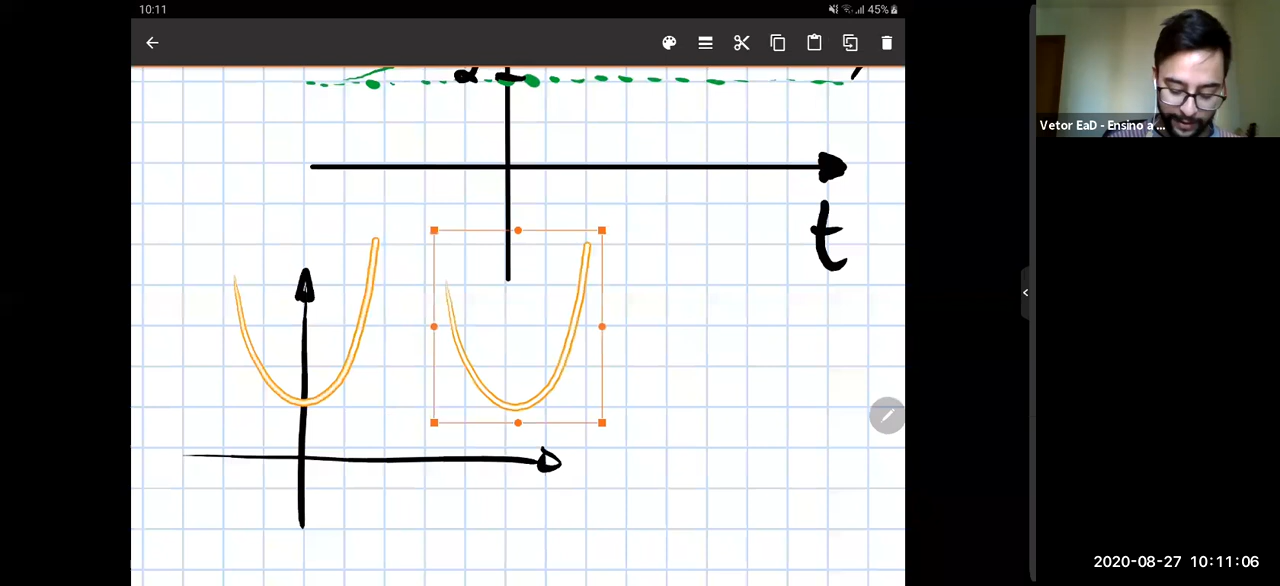 10:11
45%
t
Vetor EaD - Ensino a ...
2020-08-27 10:11:06